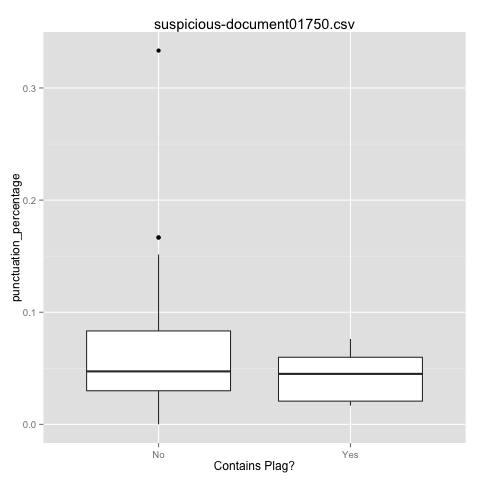 suspicious-document01750.csv
punctuation_percentage
0.3
0.2
0.1
0.0
No
Yes
Contains Plag?